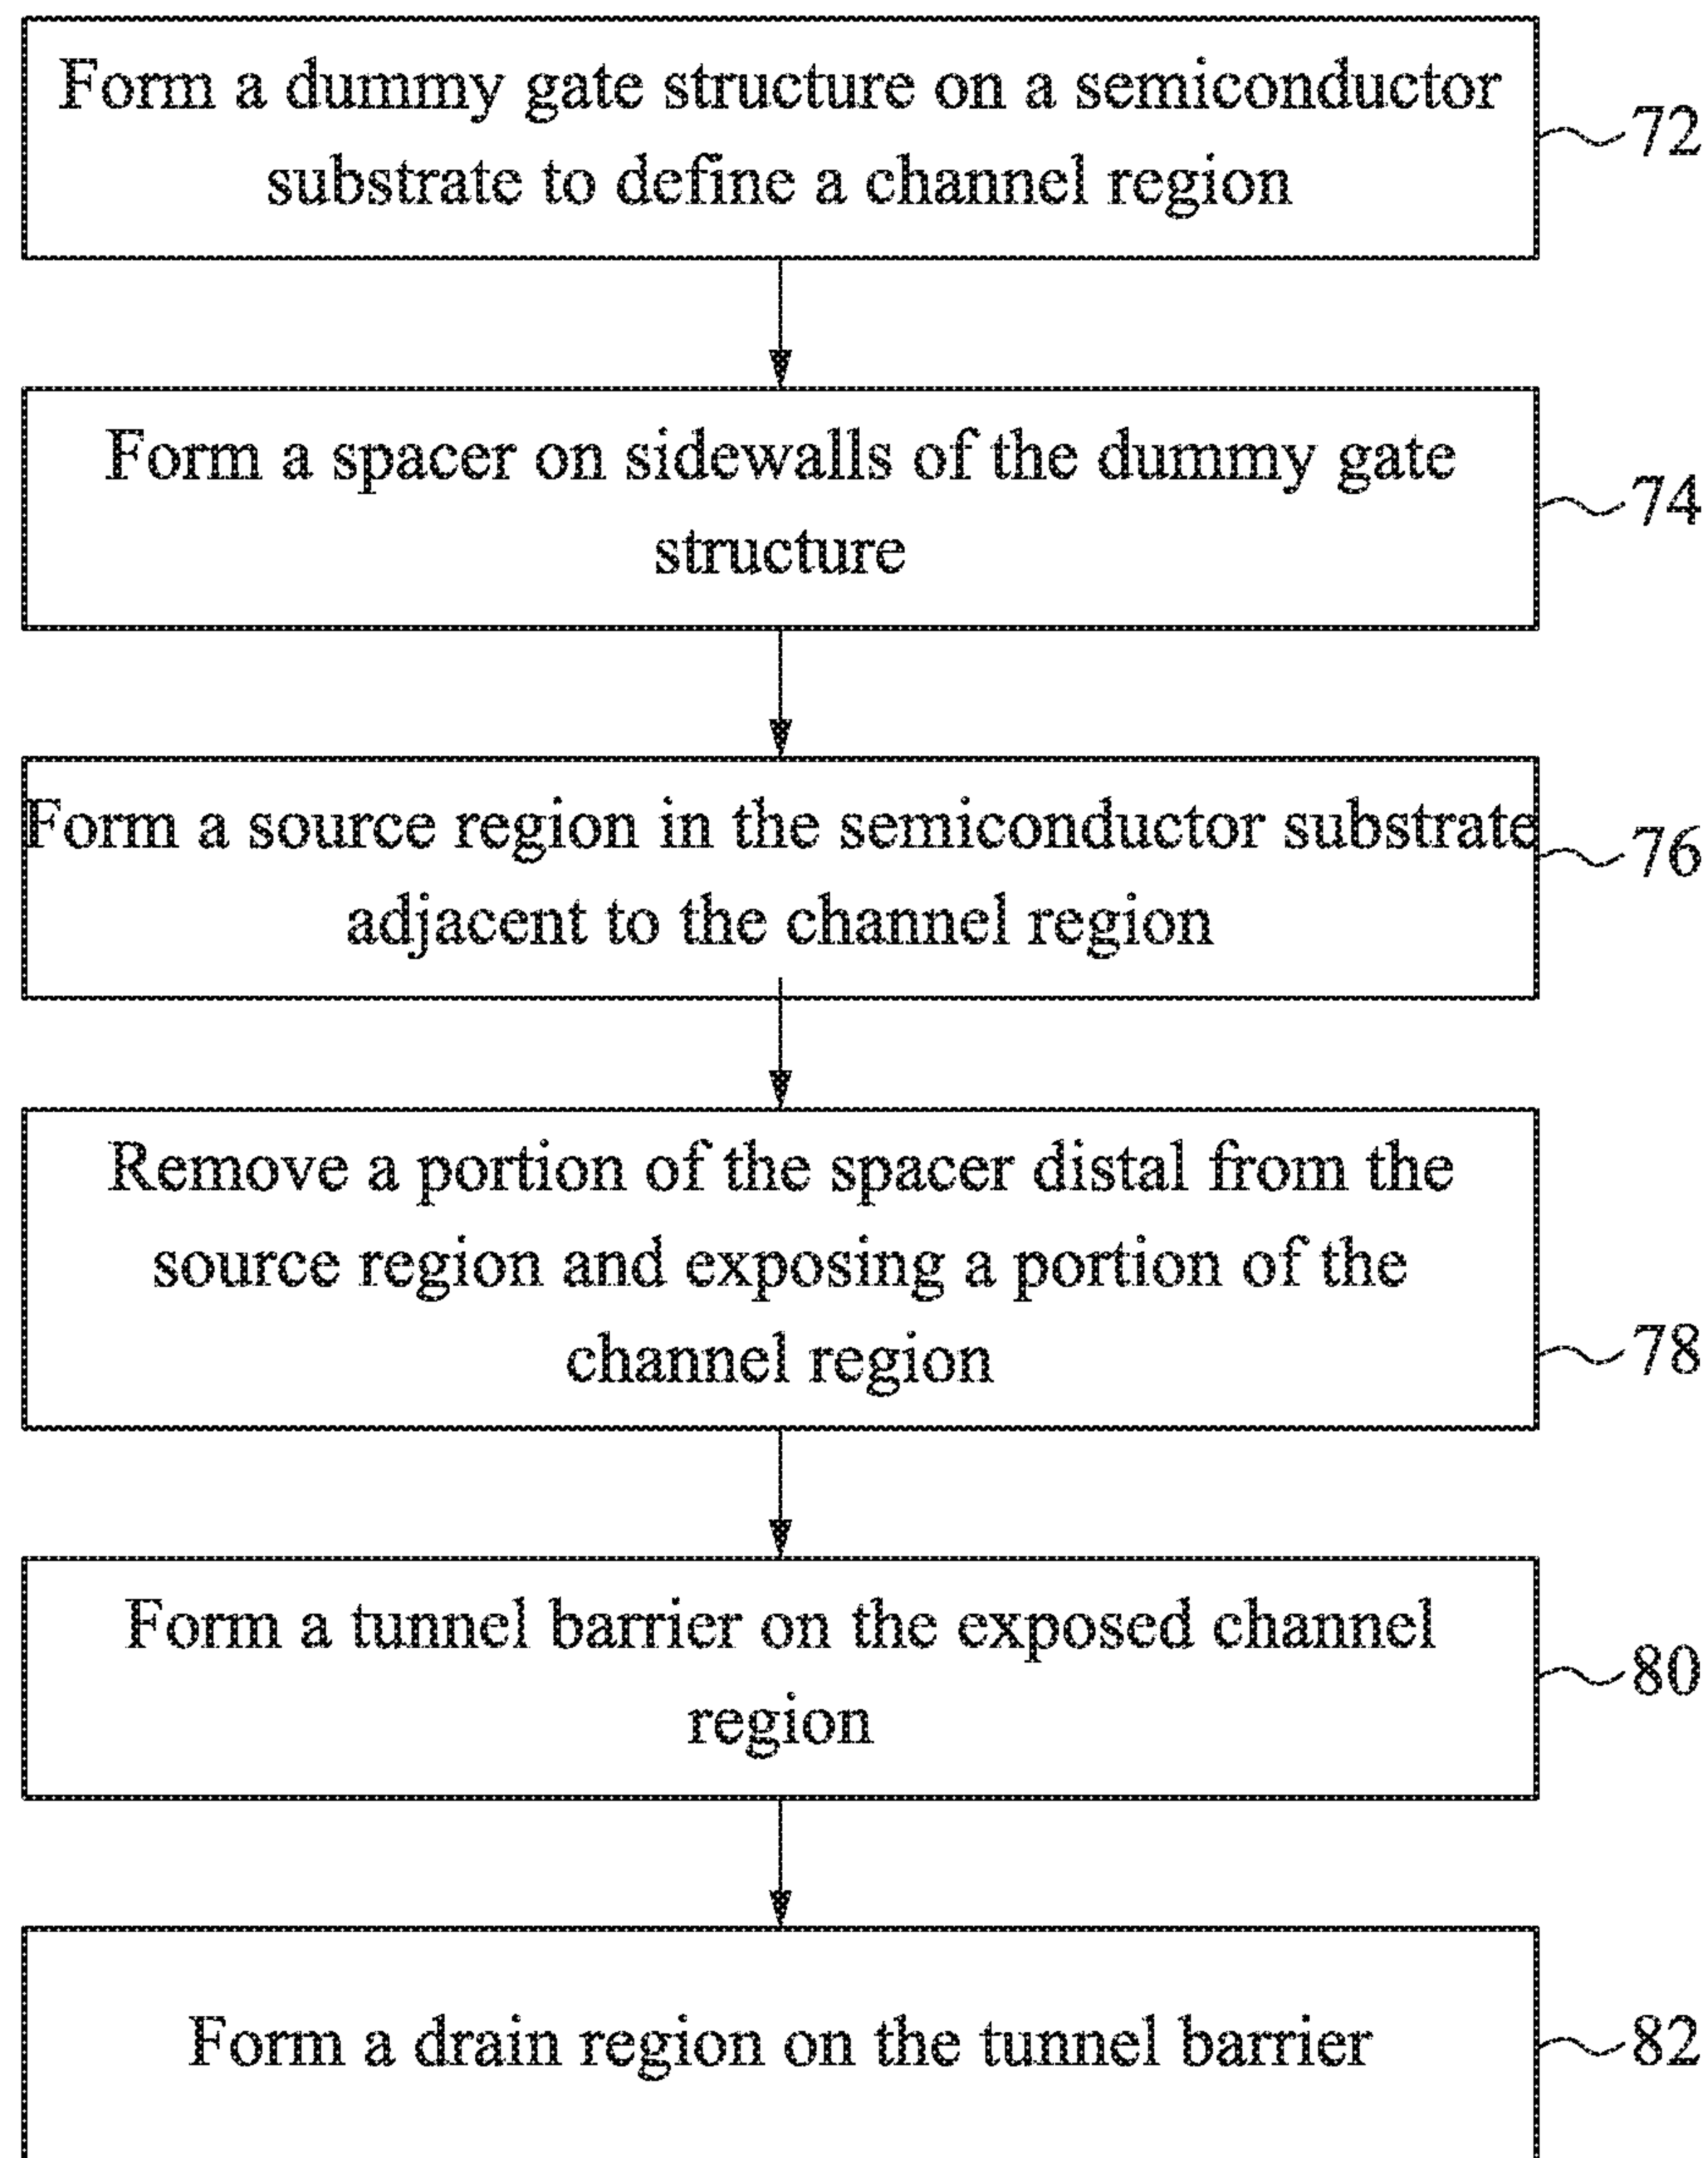 Form a dummy gate structure on a semiconductor
substrate to define a channel region
72
Form a spacer on sidewalls of the dummy gate
structure
74
Form a source region in the semiconductor substrate
adjacent to the channel region
76
Remove a portion of the spacer distal from the
source region and exposing a portion of the
channel region
78
Form a tunnel barrier on the exposed channel
region
80
Form a drain region on the tunnel barrier
82